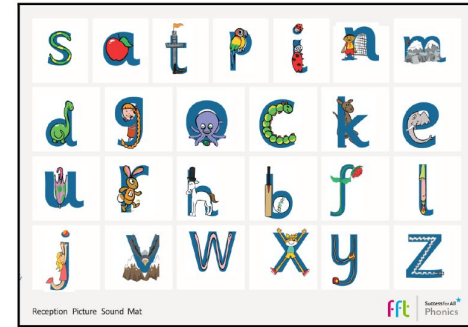 s a t p i n m
d g o c k e
u r h b f l
j v w x y z
Reception Picture Sound Mat
fft Success for All Phonics